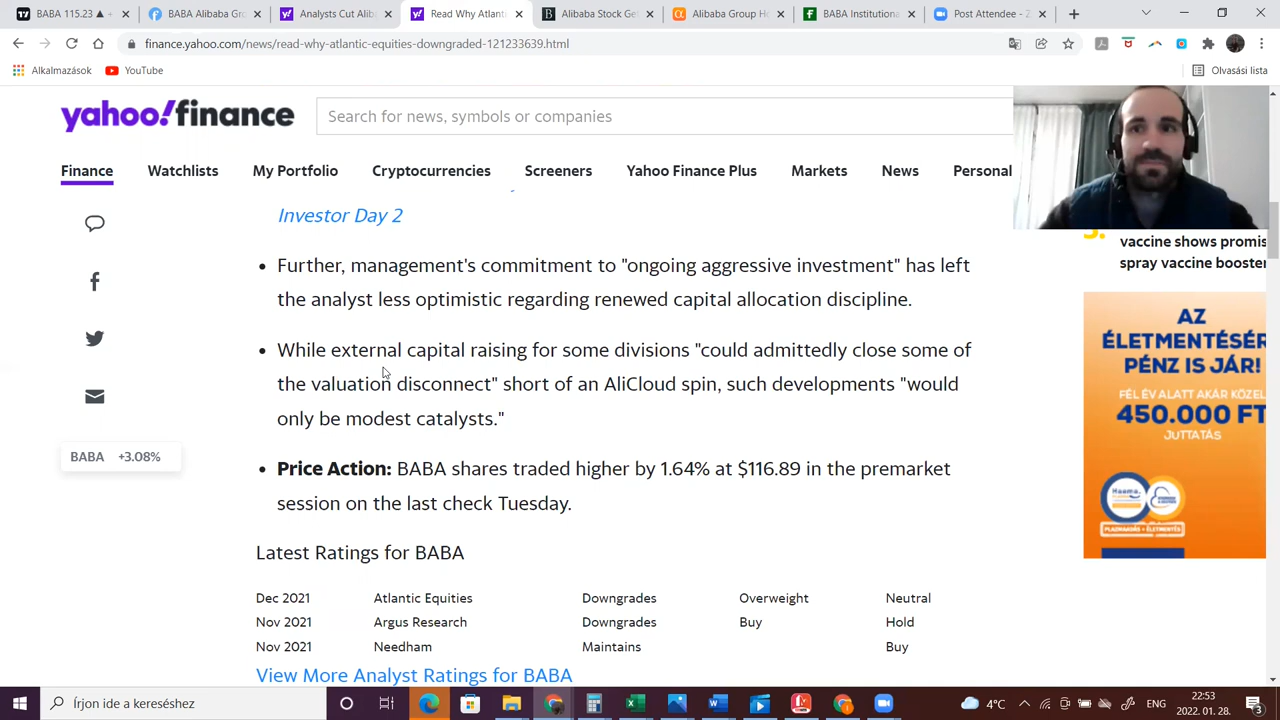 BABA 115.23 ▲ +
BABA Alibaba Gr
Analysts Cut Alib
Read Why Atlant
Alibaba Stock Ge
Alibaba Group H
BABA Institutiona
Post Attendee - Z
finance.yahoo.com/news/read-why-atlantic-equities-downgraded-121233639.html
Alkalmazások
YouTube
Olvasási lista
yahoo!finance
Search for news, symbols or companies
Finance
Watchlists
My Portfolio
Cryptocurrencies
Screeners
Yahoo Finance Plus
Markets
News
Personal
Investor Day 2
• Further, management's commitment to "ongoing aggressive investment" has left
the analyst less optimistic regarding renewed capital allocation discipline.
• While external capital raising for some divisions "could admittedly close some of
the valuation disconnect" short of an AliCloud spin, such developments "would
only be modest catalysts."
BABA +3.08%
• Price Action: BABA shares traded higher by 1.64% at $116.89 in the premarket
session on the last check Tuesday.
Latest Ratings for BABA
Dec 2021 Atlantic Equities Downgrades Overweight Neutral
Nov 2021 Argus Research Downgrades Buy Hold
Nov 2021 Needham Maintains Buy
View More Analyst Ratings for BABA
vaccine shows promis
spray vaccine booster
AZ
ÉLETMENTÉSÉR
PÉNZ IS JÁR!
FÉL ÉV ALATT AKÁR KÖZEL
450.000 FT
JUTTATÁS
Írjon ide a kereséshez
4°C
22:53
2022. 01. 28.
3